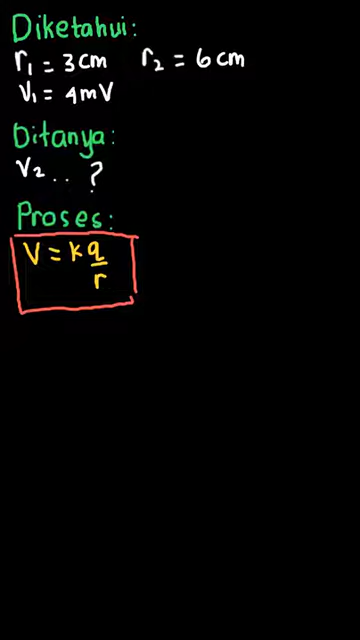 Diketahui:
r₁ = 3 cm r₂ = 6 cm
V₁ = 4 mV
Ditanya:
V₂ .. ?
Proses:
V = k q/r